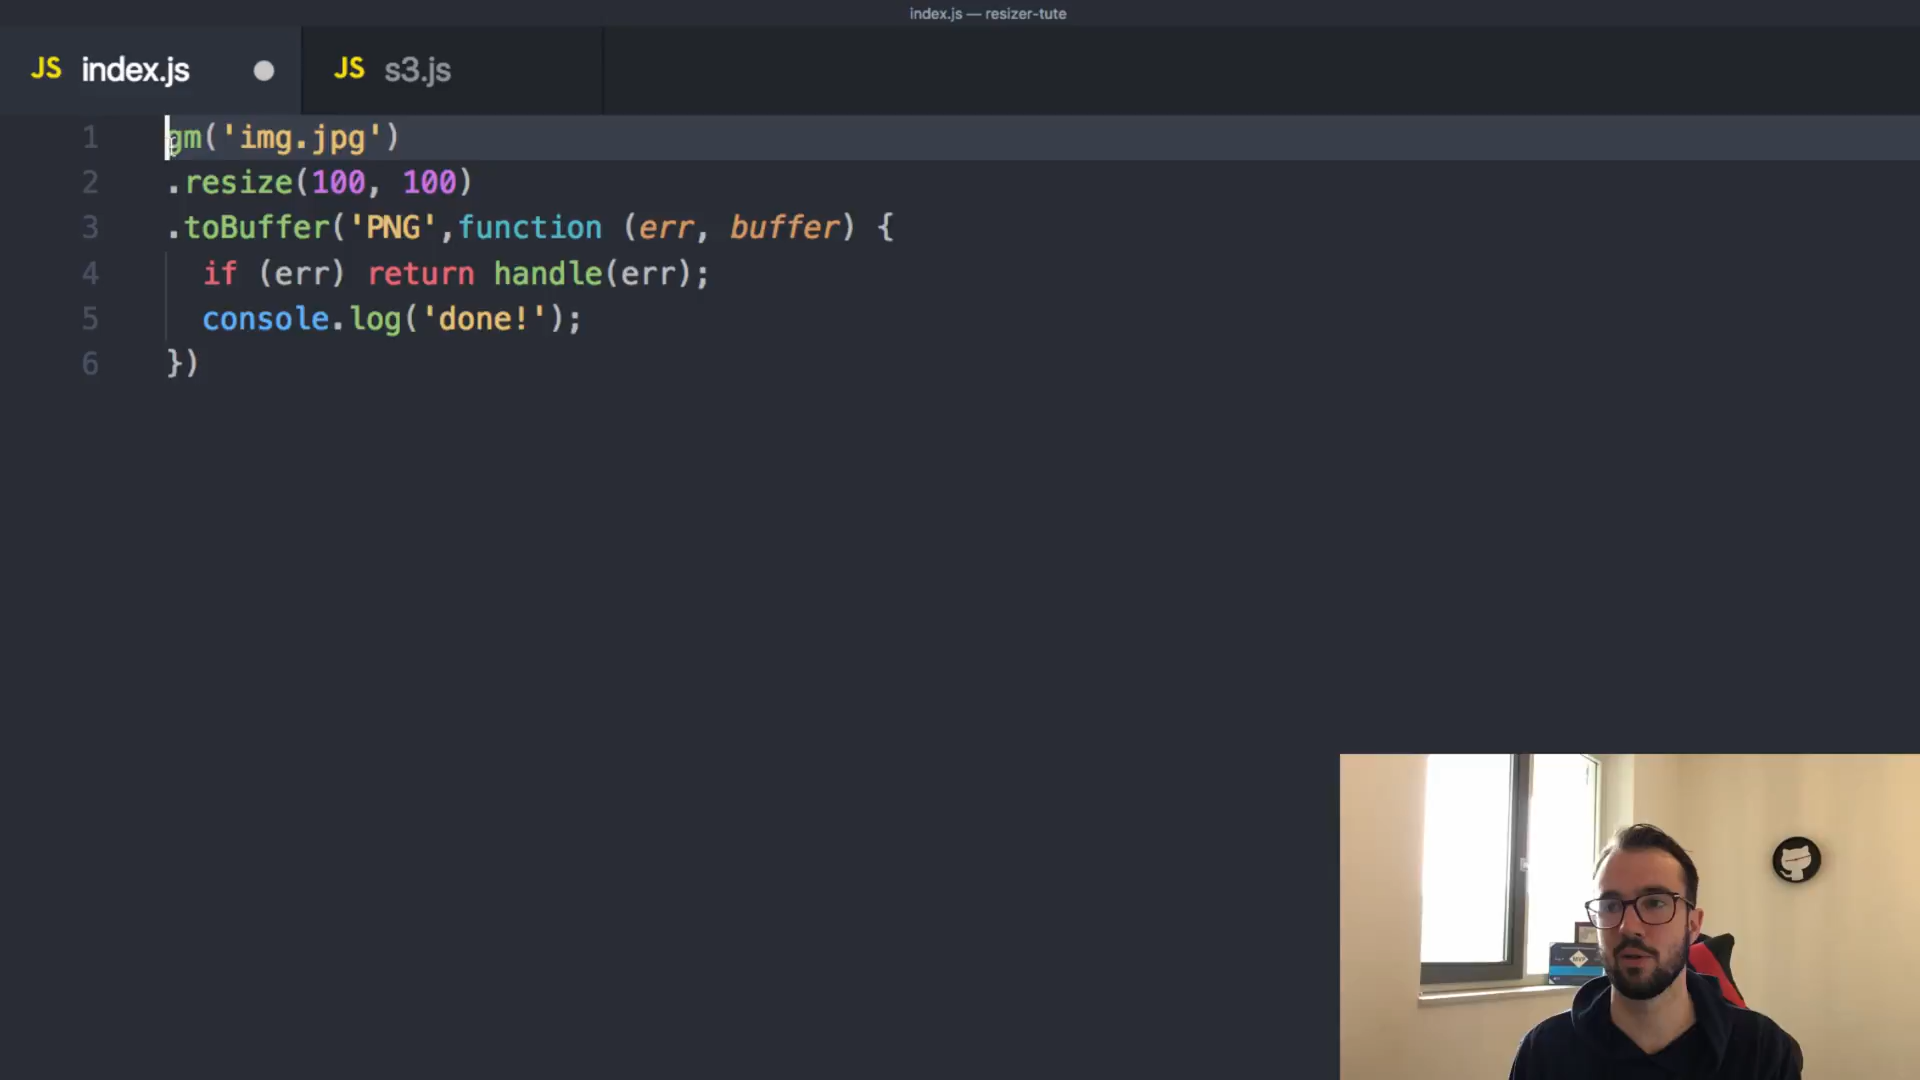 index.js — resizer-tute
JS index.js
JS s3.js
1 gm('img.jpg')
2 .resize(100, 100)
3 .toBuffer('PNG',function (err, buffer) {
4 if (err) return handle(err);
5 console.log('done!');
6 })
MVP